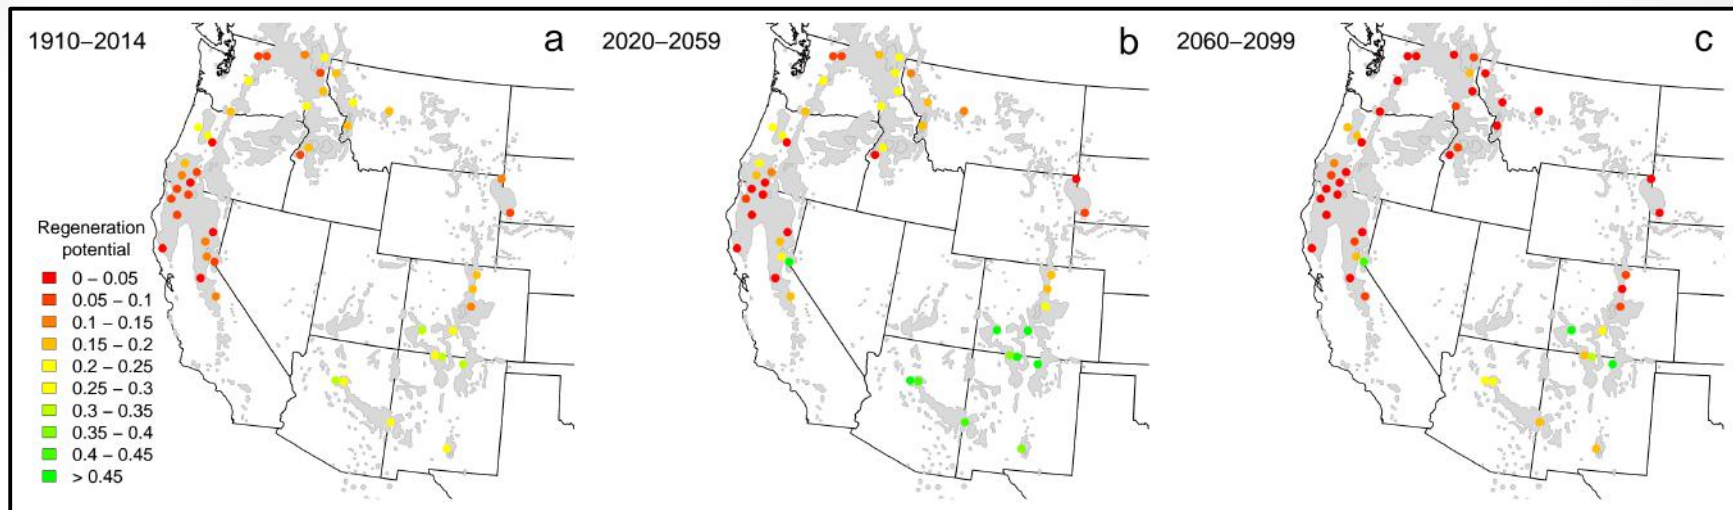 1910–2014
a
2020–2059
b
2060–2099
c
Regeneration
potential
0 – 0.05
0.05 – 0.1
0.1 – 0.15
0.15 – 0.2
0.2 – 0.25
0.25 – 0.3
0.3 – 0.35
0.35 – 0.4
0.4 – 0.45
> 0.45